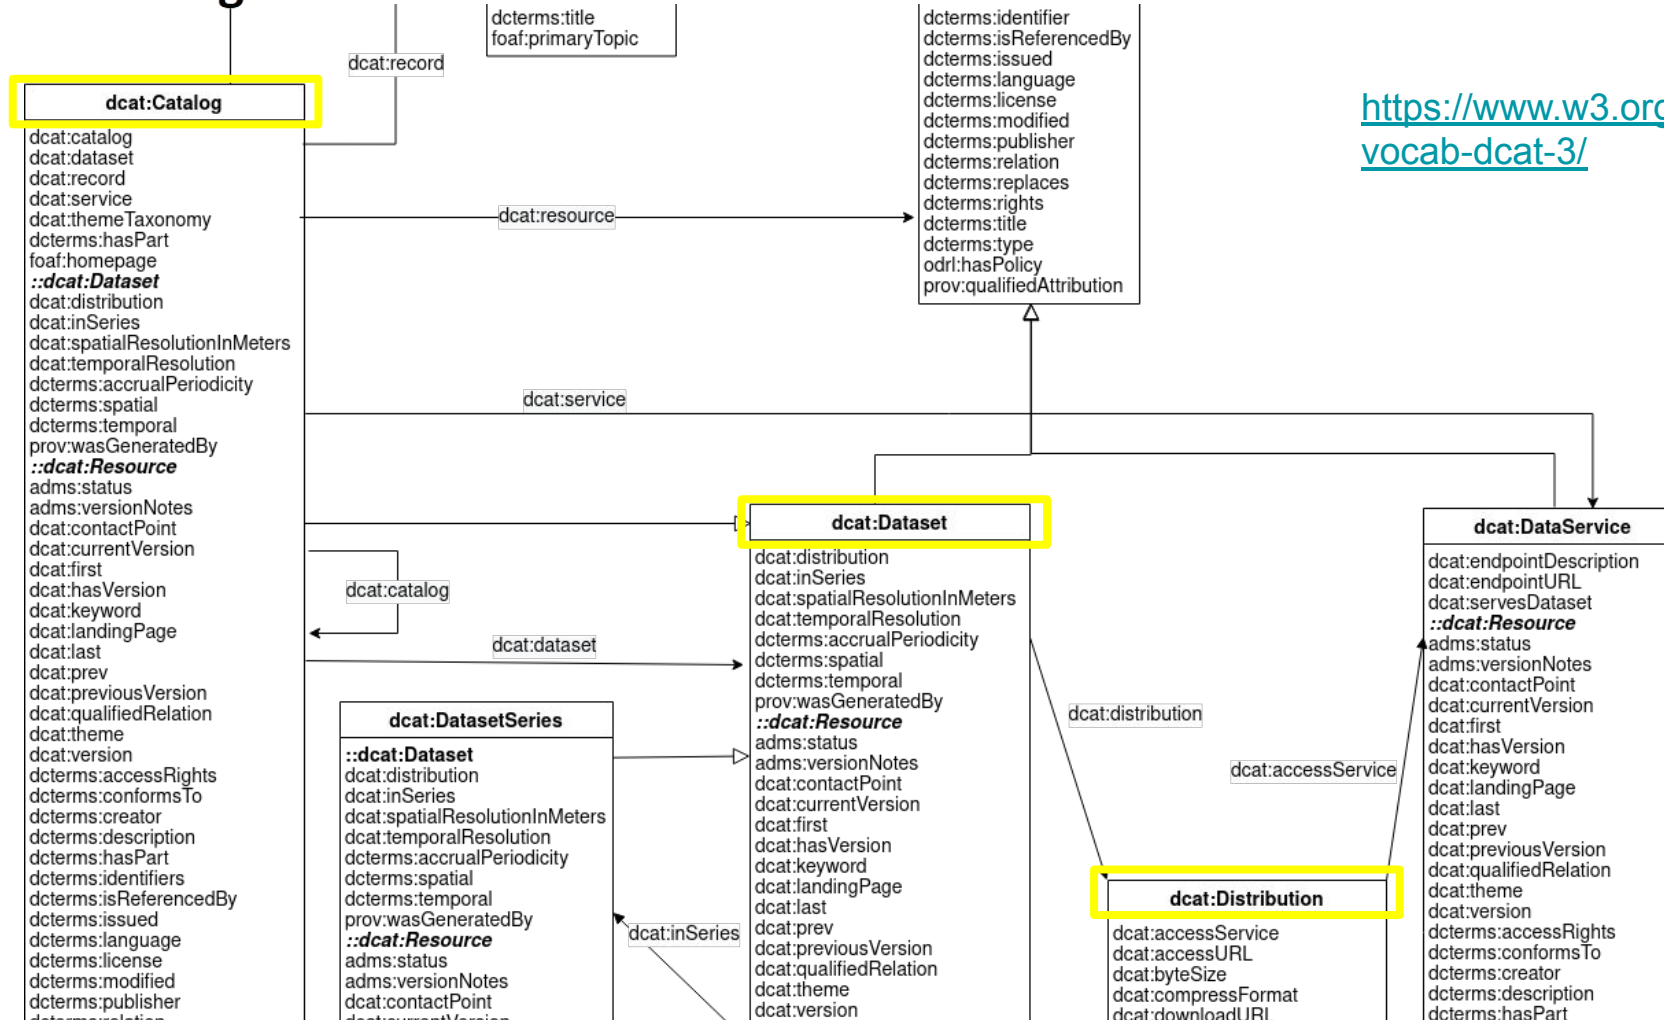 dcterms:title
foaf:primaryTopic
dcterms:identifier
dcterms:isReferencedBy
dcterms:issued
dcterms:language
dcterms:license
dcterms:modified
dcterms:publisher
dcterms:relation
dcterms:replaces
dcterms:rights
dcterms:title
dcterms:type
odrl:hasPolicy
prov:qualifiedAttribution
https://www.w3.org
vocab-dcat-3/
dcat:record
dcat:Catalog
dcat:catalog
dcat:dataset
dcat:record
dcat:service
dcat:themeTaxonomy
dcterms:hasPart
foaf:homepage
::dcat:Dataset
dcat:distribution
dcat:inSeries
dcat:spatialResolutionInMeters
dcat:temporalResolution
dcterms:accrualPeriodicity
dcterms:spatial
dcterms:temporal
prov:wasGeneratedBy
::dcat:Resource
adms:status
adms:versionNotes
dcat:contactPoint
dcat:currentVersion
dcat:first
dcat:hasVersion
dcat:keyword
dcat:landingPage
dcat:last
dcat:prev
dcat:previousVersion
dcat:qualifiedRelation
dcat:theme
dcat:version
dcterms:accessRights
dcterms:conformsTo
dcterms:creator
dcterms:description
dcterms:hasPart
dcterms:identifiers
dcterms:isReferencedBy
dcterms:issued
dcterms:language
dcterms:license
dcterms:modified
dcterms:publisher
dcterms:relation
dcat:resource
dcat:service
dcat:catalog
dcat:dataset
dcat:DatasetSeries
::dcat:Dataset
dcat:distribution
dcat:inSeries
dcat:spatialResolutionInMeters
dcat:temporalResolution
dcterms:accrualPeriodicity
dcterms:spatial
dcterms:temporal
prov:wasGeneratedBy
::dcat:Resource
adms:status
adms:versionNotes
dcat:contactPoint
dcat:currentVersion
dcat:inSeries
dcat:Dataset
dcat:distribution
dcat:inSeries
dcat:spatialResolutionInMeters
dcat:temporalResolution
dcterms:accrualPeriodicity
dcterms:spatial
dcterms:temporal
prov:wasGeneratedBy
::dcat:Resource
adms:status
adms:versionNotes
dcat:contactPoint
dcat:currentVersion
dcat:first
dcat:hasVersion
dcat:keyword
dcat:landingPage
dcat:last
dcat:prev
dcat:previousVersion
dcat:qualifiedRelation
dcat:theme
dcat:version
dcat:distribution
dcat:accessService
dcat:Distribution
dcat:accessService
dcat:accessURL
dcat:byteSize
dcat:compressFormat
dcat:downloadURL
dcat:DataService
dcat:endpointDescription
dcat:endpointURL
dcat:servesDataset
::dcat:Resource
adms:status
adms:versionNotes
dcat:contactPoint
dcat:currentVersion
dcat:first
dcat:hasVersion
dcat:keyword
dcat:landingPage
dcat:last
dcat:prev
dcat:previousVersion
dcat:qualifiedRelation
dcat:theme
dcat:version
dcterms:accessRights
dcterms:conformsTo
dcterms:creator
dcterms:description
dcterms:hasPart